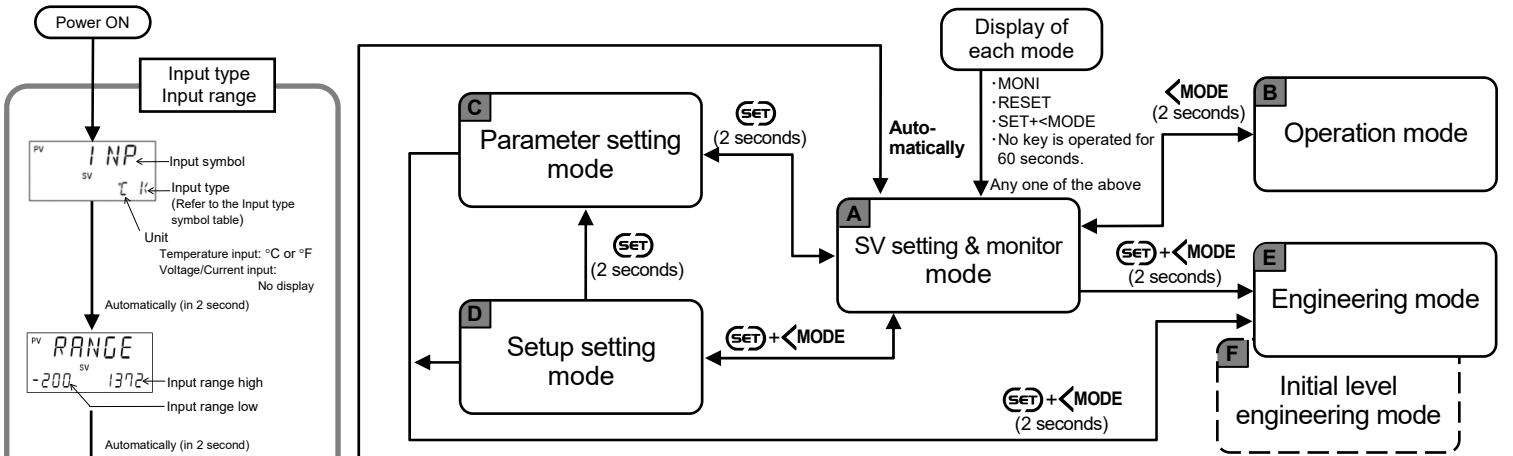 Power ON
Input type
Input range
PV
INP
Input symbol
SV
°C K
Input type
(Refer to the Input type
symbol table)
Unit
Temperature input: °C or °F
Voltage/Current input:
No display
Automatically (in 2 second)
PV
RANGE
SV
-200 1372
Input range high
Input range low
Automatically (in 2 second)
Display of
each mode
·MONI
·RESET
·SET+<MODE
·No key is operated for
60 seconds.
Any one of the above
Auto-
matically
C
Parameter setting
mode
SET
(2 seconds)
SET
(2 seconds)
D
Setup setting
mode
SET+<MODE
A
SV setting & monitor
mode
<MODE
(2 seconds)
B
Operation mode
SET+<MODE
(2 seconds)
E
Engineering mode
F
Initial level
engineering mode
SET+<MODE
(2 seconds)